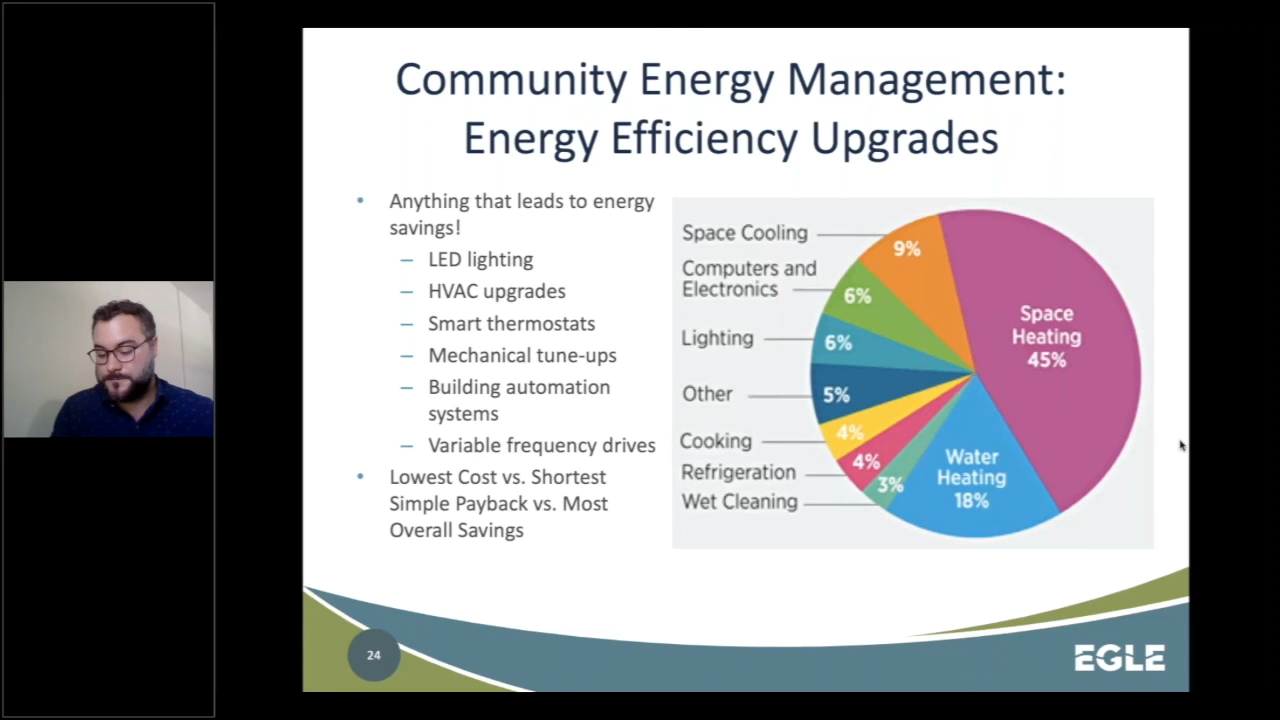 Community Energy Management:
Energy Efficiency Upgrades
• Anything that leads to energy
savings!
– LED lighting
– HVAC upgrades
– Smart thermostats
– Mechanical tune-ups
– Building automation
systems
– Variable frequency drives
• Lowest Cost vs. Shortest
Simple Payback vs. Most
Overall Savings
Space Cooling
9%
Computers and
Electronics
6%
Lighting
6%
Other
5%
Cooking
4%
Refrigeration
4%
Wet Cleaning
3%
Space
Heating
45%
Water
Heating
18%
24
EGLE